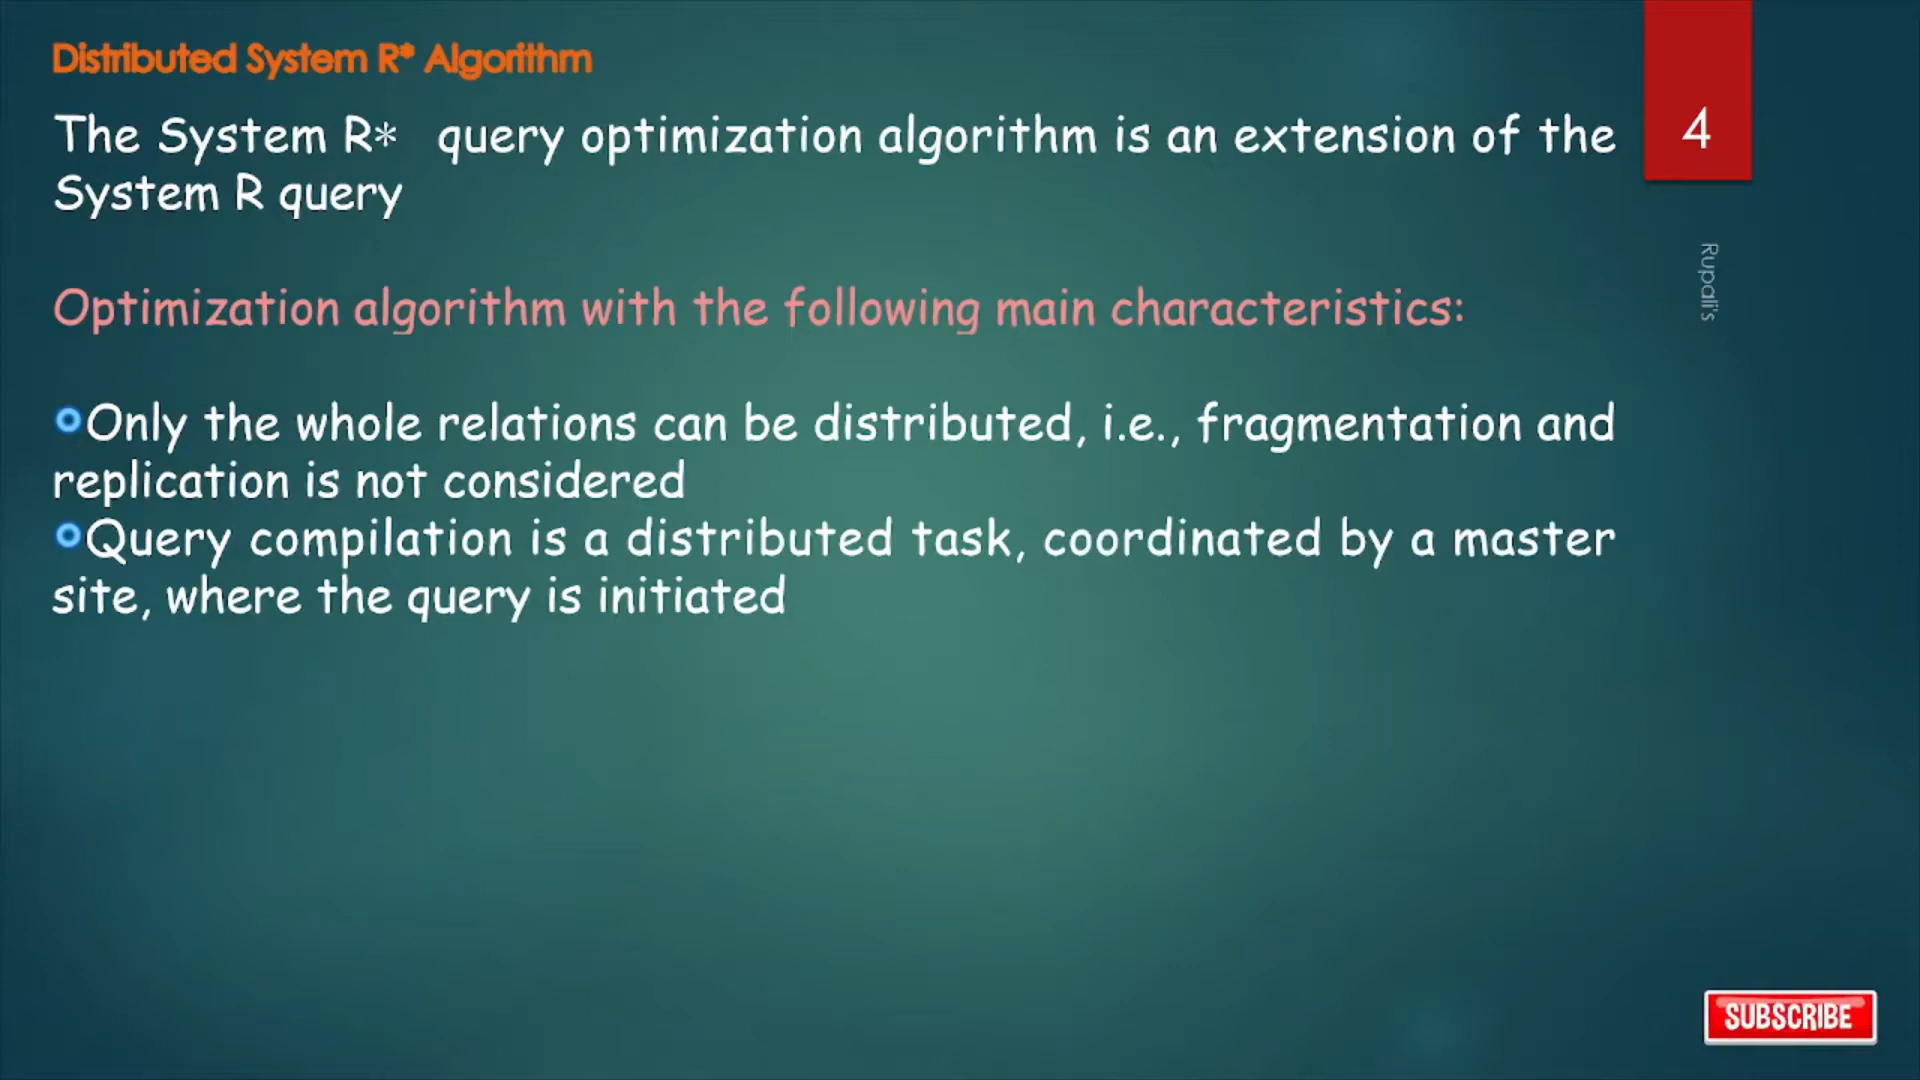 Distributed System R* Algorithm
4
The System R* query optimization algorithm is an extension of the
System R query
Rupali's
Optimization algorithm with the following main characteristics:
Only the whole relations can be distributed, i.e., fragmentation and
replication is not considered
Query compilation is a distributed task, coordinated by a master
site, where the query is initiated
SUBSCRIBE